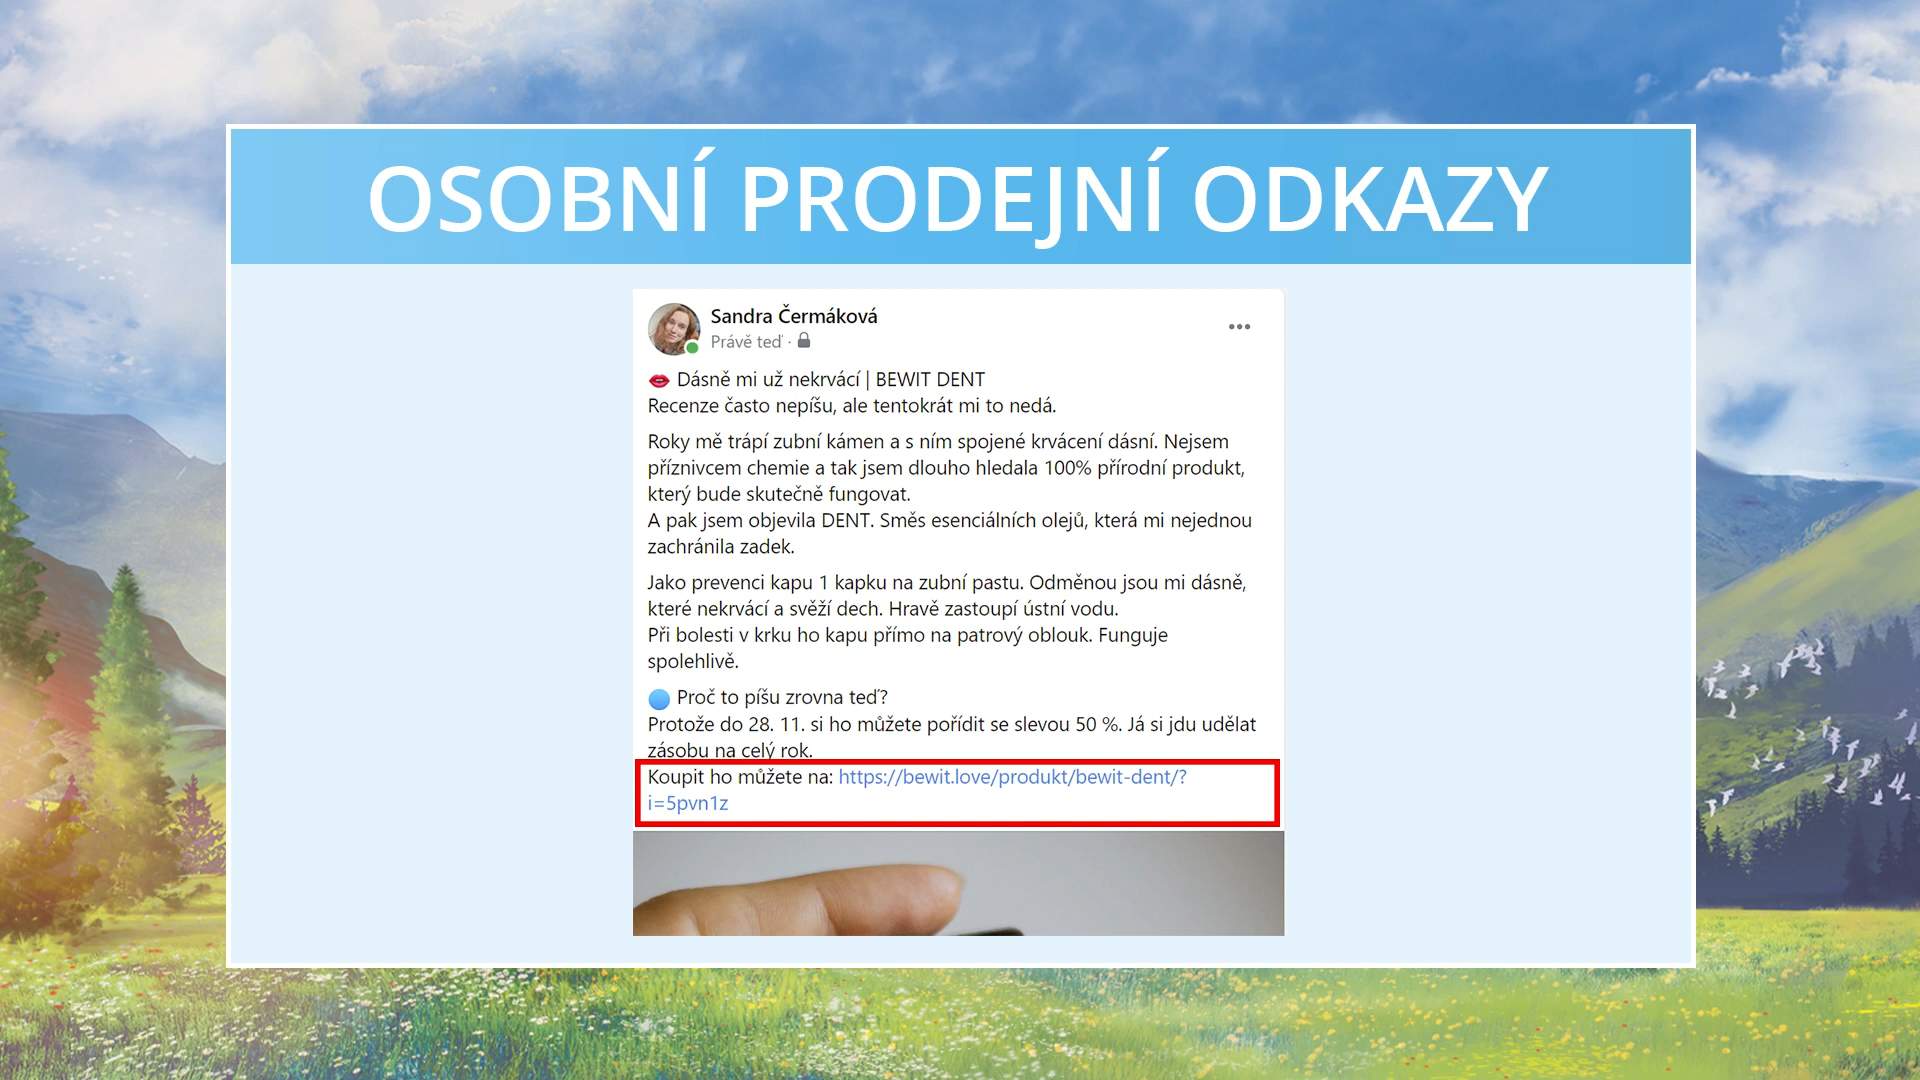 OSOBNÍ PRODEJNÍ ODKAZY
Sandra Čermáková
Právě teď ·
Dásně mi už nekrvácí | BEWIT DENT
Recenze často nepíšu, ale tentokrát mi to nedá.
Roky mě trápí zubní kámen a s ním spojené krvácení dásní. Nejsem
příznivcem chemie a tak jsem dlouho hledala 100% přírodní produkt,
který bude skutečně fungovat.
A pak jsem objevila DENT. Směs esenciálních olejů, která mi nejednou
zachránila zadek.
Jako prevenci kapu 1 kapku na zubní pastu. Odměnou jsou mi dásně,
které nekrvácí a svěží dech. Hravě zastoupí ústní vodu.
Při bolesti v krku ho kapu přímo na patrový oblouk. Funguje
spolehlivě.
Proč to píšu zrovna teď?
Protože do 28. 11. si ho můžete pořídit se slevou 50 %. Já si jdu udělat
zásobu na celý rok.
Koupit ho můžete na: https://bewit.love/produkt/bewit-dent/?
i=5pvn1z